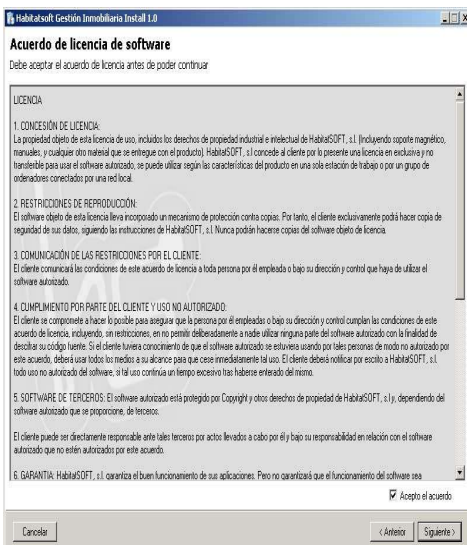 Habitatsoft Gestión Inmobiliaria Install 1.0
Acuerdo de licencia de software
Debe aceptar el acuerdo de licencia antes de poder continuar
LICENCIA
1. CONCESIÓN DE LICENCIA:
La propiedad objeto de esta licencia de uso, incluidos los derechos de propiedad industrial e intelectual de HabitatSOFT, s.l. (Incluyendo soporte magnético,
manuales, y cualquier otro material que se entregue con el producto). HabitatSOFT, s.l concede al cliente por lo presente una licencia en exclusiva y no
transferible para usar el software autorizado, se puede utilizar según las características del producto en una sola estación de trabajo o por un grupo de
ordenadores conectados por una red local.
2. RESTRICCIONES DE REPRODUCCIÓN:
El software objeto de esta licencia lleva incorporado un mecanismo de protección contra copias. Por tanto, el cliente exclusivamente podrá hacer copia de
seguridad de sus datos, siguiendo las instrucciones de HabitatSOFT, s.l. Nunca podrán hacerse copias del software objeto de licencia.
3. COMUNICACIÓN DE LAS RESTRICCIONES POR EL CLIENTE:
El cliente comunicará las condiciones de este acuerdo de licencia a toda persona por él empleada o bajo su dirección y control que haya de utilizar el
software autorizado.
4. CUMPLIMIENTO POR PARTE DEL CLIENTE Y USO NO AUTORIZADO:
El cliente se compromete a hacer lo posible para asegurar que la persona por él empleadas o bajo su dirección y control cumplan las condiciones de este
acuerdo de licencia, incluyendo, sin restricciones, en no permitir deliberadamente a nadie utilizar ninguna parte del software autorizado con la finalidad de
descifrar su código fuente. Si el cliente tuviera conocimiento de que el software autorizado se estuviera usando por tales personas de modo no autorizado por
este acuerdo, deberá usar todos los medios a su alcance para que cese inmediatamente tal uso. El cliente deberá notificar por escrito a HabitatSOFT, s.l.
todo uso no autorizado del software, si tal uso continúa un tiempo excesivo tras haberse enterado del mismo.
5. SOFTWARE DE TERCEROS: El software autorizado está protegido por Copyright y otros derechos de propiedad de HabitatSOFT, s.l y, dependiendo del
software autorizado que se proporcione, de terceros.
El cliente puede ser directamente responsable ante tales terceros por actos llevados a cabo por él y bajo su responsabilidad en relación con el software
autorizado que no estén autorizados por este acuerdo.
6. GARANTIA: HabitatSOFT, s.l. garantiza el buen funcionamiento de sus aplicaciones. Pero no garantizará que el funcionamiento del software sea
Acepto el acuerdo
Cancelar
< Anterior
Siguiente >